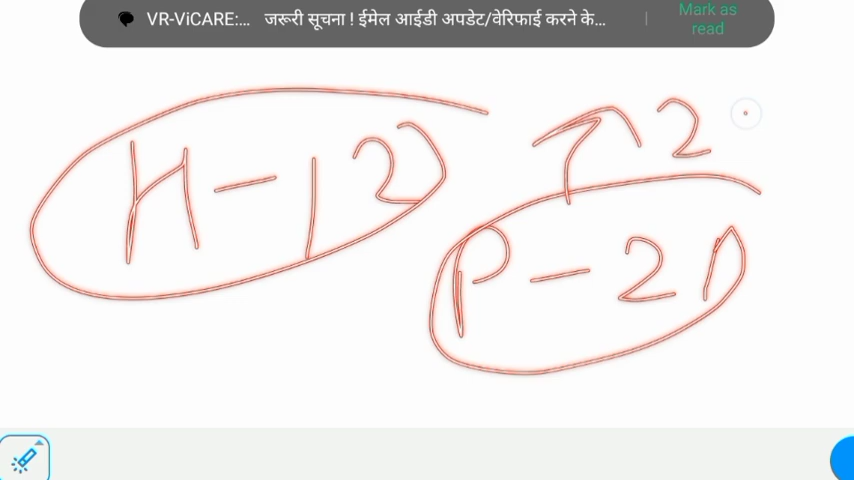 VR-ViCARE:... जरूरी सूचना ! ईमेल आईडी अपडेट/वेरिफाई करने के...
Mark as
read
H-12
↑ 2
P-21